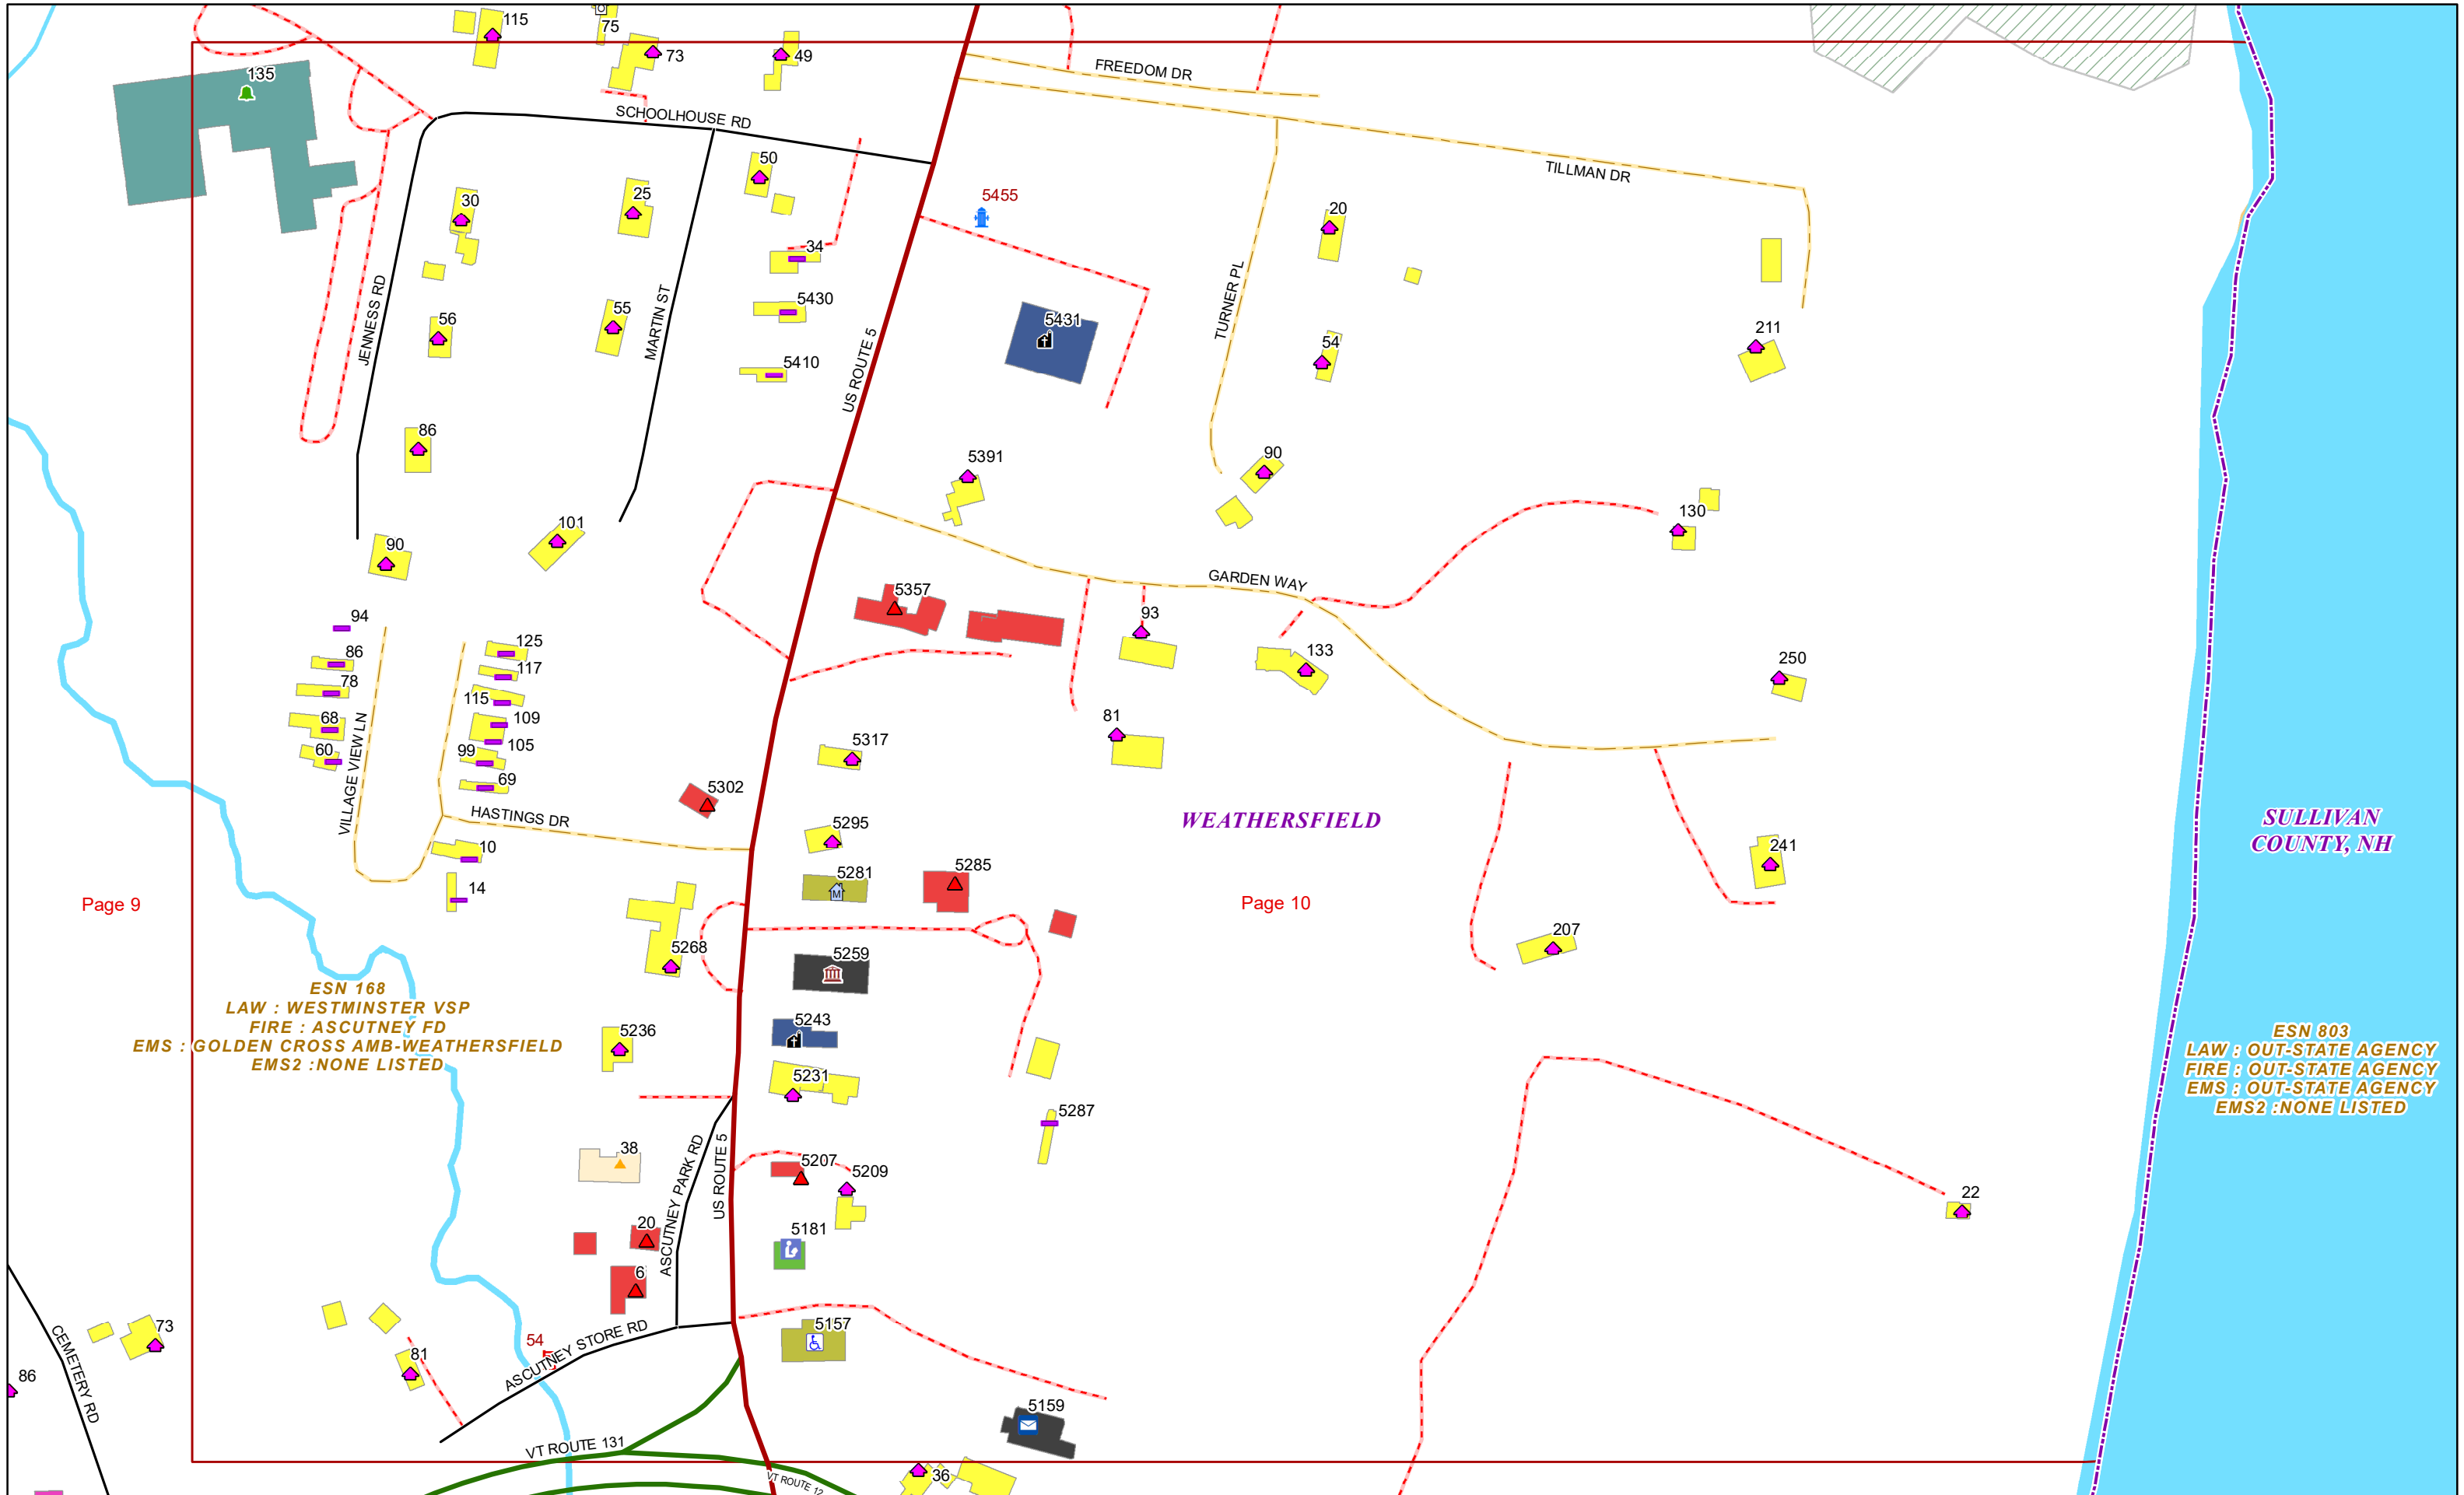 115
75
73
49
135
FREEDOM DR
SCHOOLHOUSE RD
50
TILLMAN DR
30
25
5455
20
34
JENNESS RD
MARTIN ST
TURNER PL
5430
56
55
5431
US ROUTE 5
211
54
5410
86
5391
90
101
130
90
GARDEN WAY
5357
94
93
125
133
86
117
250
78
115
68
109
81
105
60
99
5317
VILLAGE VIEW LN
69
5302
HASTINGS DR
WEATHERSFIELD
SULLIVAN
COUNTY, NH
5295
10
241
5281
M
5285
14
Page 9
Page 10
207
5268
5259
ESN 168
LAW : WESTMINSTER VSP
FIRE : ASCUTNEY FD
EMS : GOLDEN CROSS AMB-WEATHERSFIELD
EMS2 :NONE LISTED
5243
5236
ESN 803
LAW : OUT-STATE AGENCY
FIRE : OUT-STATE AGENCY
EMS : OUT-STATE AGENCY
EMS2 :NONE LISTED
5231
5287
38
ASCUTNEY PARK RD
US ROUTE 5
5207
5209
22
20
5181
6
CEMETERY RD
73
54
ASCUTNEY STORE RD
5157
81
86
5159
VT ROUTE 131
VT ROUTE 12
36